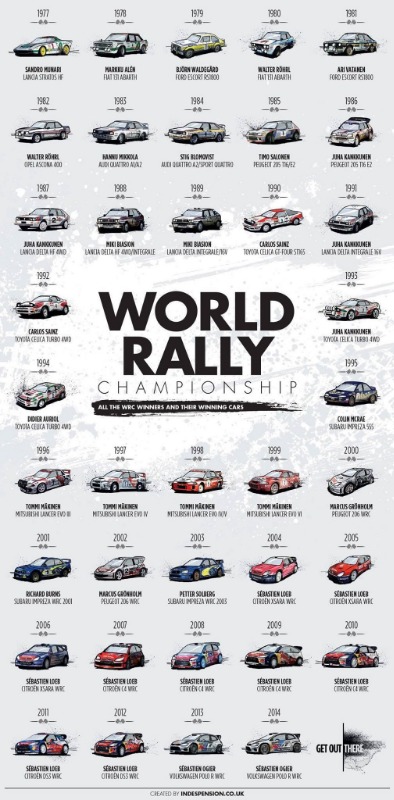 1977 1978 1979 1980 1981
SANDRO MUNARI MARKKU ALÉN BJÖRN WALDEGÅRD WALTER RÖHRL ARI VATANEN
LANCIA STRATOS HF FIAT 131 ABARTH FORD ESCORT RS1800 FIAT 131 ABARTH FORD ESCORT RS1800
1982 1983 1984 1985 1986
WALTER RÖHRL HANNU MIKKOLA STIG BLOMQVIST TIMO SALONEN JUHA KANKKUNEN
OPEL ASCONA 400 AUDI QUATTRO A1/A2 AUDI QUATTRO A2/SPORT QUATTRO PEUGEOT 205 T16/E2 PEUGEOT 205 T16 E2
1987 1988 1989 1990 1991
JUHA KANKKUNEN MIKI BIASION MIKI BIASION CARLOS SAINZ JUHA KANKKUNEN
LANCIA DELTA HF 4WD LANCIA DELTA HF 4WD/INTEGRALE LANCIA DELTA INTEGRALE/16V TOYOTA CELICA GT-FOUR ST165 LANCIA DELTA INTEGRALE 16V
1992 1993
CARLOS SAINZ JUHA KANKKUNEN
TOYOTA CELICA TURBO 4WD TOYOTA CELICA TURBO 4WD
WORLD
RALLY
CHAMPIONSHIP
ALL THE WRC WINNERS AND THEIR WINNING CARS
1994 1995
DIDIER AURIOL COLIN MCRAE
TOYOTA CELICA TURBO 4WD SUBARU IMPREZA 555
1996 1997 1998 1999 2000
TOMMI MÄKINEN TOMMI MÄKINEN TOMMI MÄKINEN TOMMI MÄKINEN MARCUS GRÖNHOLM
MITSUBISHI LANCER EVO III MITSUBISHI LANCER EVO IV MITSUBISHI LANCER EVO IV/V MITSUBISHI LANCER EVO VI PEUGEOT 206 WRC
2001 2002 2003 2004 2005
RICHARD BURNS MARCUS GRÖNHOLM PETTER SOLBERG SÉBASTIEN LOEB SÉBASTIEN LOEB
SUBARU IMPREZA WRC 2001 PEUGEOT 206 WRC SUBARU IMPREZA WRC 2003 CITROËN XSARA WRC CITROËN XSARA WRC
2006 2007 2008 2009 2010
SÉBASTIEN LOEB SÉBASTIEN LOEB SÉBASTIEN LOEB SÉBASTIEN LOEB SÉBASTIEN LOEB
CITROËN XSARA WRC CITROËN C4 WRC CITROËN C4 WRC CITROËN C4 WRC CITROËN C4 WRC
2011 2012 2013 2014
SÉBASTIEN LOEB SÉBASTIEN LOEB SÉBASTIEN OGIER SÉBASTIEN OGIER
CITROËN DS3 WRC CITROËN DS3 WRC VOLKSWAGEN POLO R WRC VOLKSWAGEN POLO R WRC
GET OUT THERE
CREATED BY INDESPENSION.CO.UK